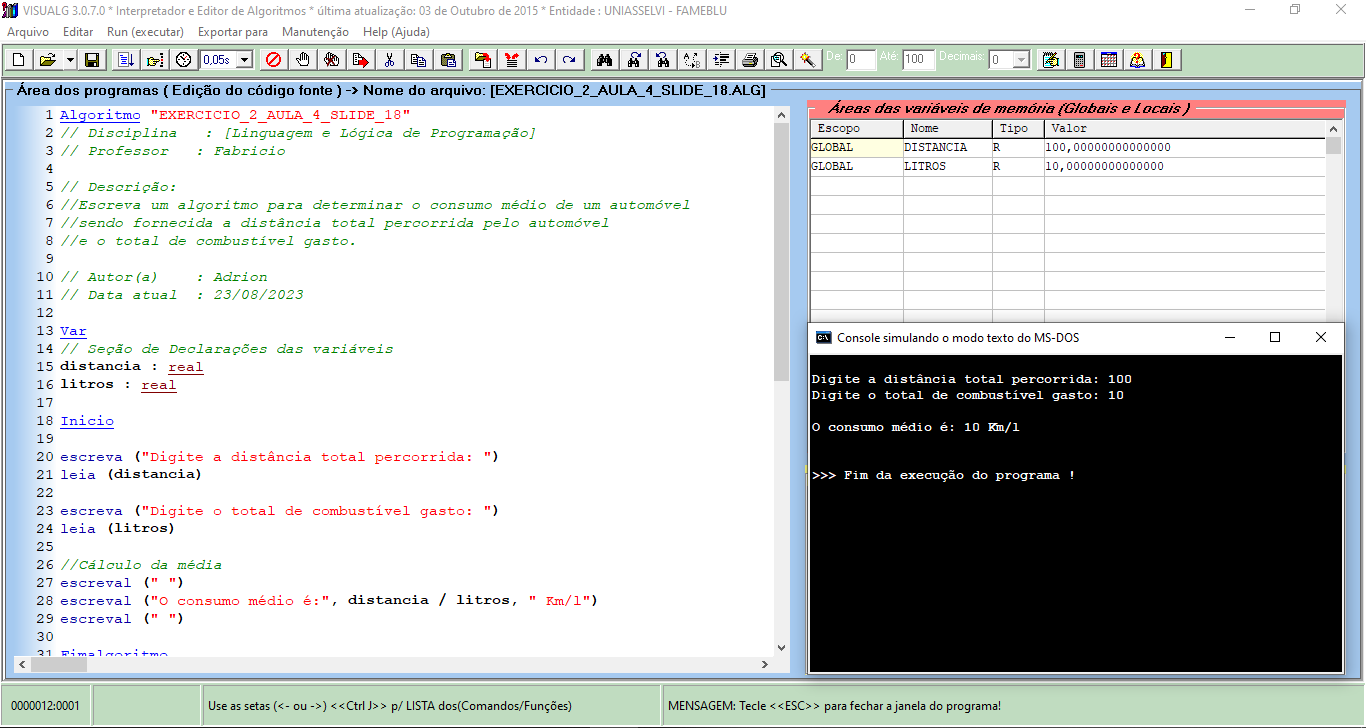 VISUALG 3.0.7.0 * Interpretador e Editor de Algoritmos * última atualização: 03 de Outubro de 2015 * Entidade : UNIASSELVI - FAMEBLU
Arquivo Editar Run (executar) Exportar para Manutenção Help (Ajuda)
0,05s De: 0 Até: 100 Decimais: 0
Área dos programas ( Edição do código fonte ) -> Nome do arquivo: [EXERCICIO_2_AULA_4_SLIDE_18.ALG]
1 Algoritmo "EXERCICIO_2_AULA_4_SLIDE_18"
2 // Disciplina : [Linguagem e Lógica de Programação]
3 // Professor : Fabricio
4
5 // Descrição:
6 //Escreva um algoritmo para determinar o consumo médio de um automóvel
7 //sendo fornecida a distância total percorrida pelo automóvel
8 //e o total de combustível gasto.
9
10 // Autor(a) : Adrion
11 // Data atual : 23/08/2023
12
13 Var
14 // Seção de Declarações das variáveis
15 distancia : real
16 litros : real
17
18 Inicio
19
20 escreva ("Digite a distância total percorrida: ")
21 leia (distancia)
22
23 escreva ("Digite o total de combustível gasto: ")
24 leia (litros)
25
26 //Cálculo da média
27 escreval (" ")
28 escreval ("O consumo médio é:", distancia / litros, " Km/l")
29 escreval (" ")
30
31 Fimalgoritmo
Áreas das variáveis de memória (Globais e Locais )
Escopo Nome Tipo Valor
GLOBAL DISTANCIA R 100,00000000000000
GLOBAL LITROS R 10,00000000000000
Console simulando o modo texto do MS-DOS
Digite a distância total percorrida: 100
Digite o total de combustível gasto: 10
O consumo médio é: 10 Km/l
>>> Fim da execução do programa !
0000012:0001
Use as setas (<- ou ->) <<Ctrl J>> p/ LISTA dos(Comandos/Funções)
MENSAGEM: Tecle <<ESC>> para fechar a janela do programa!